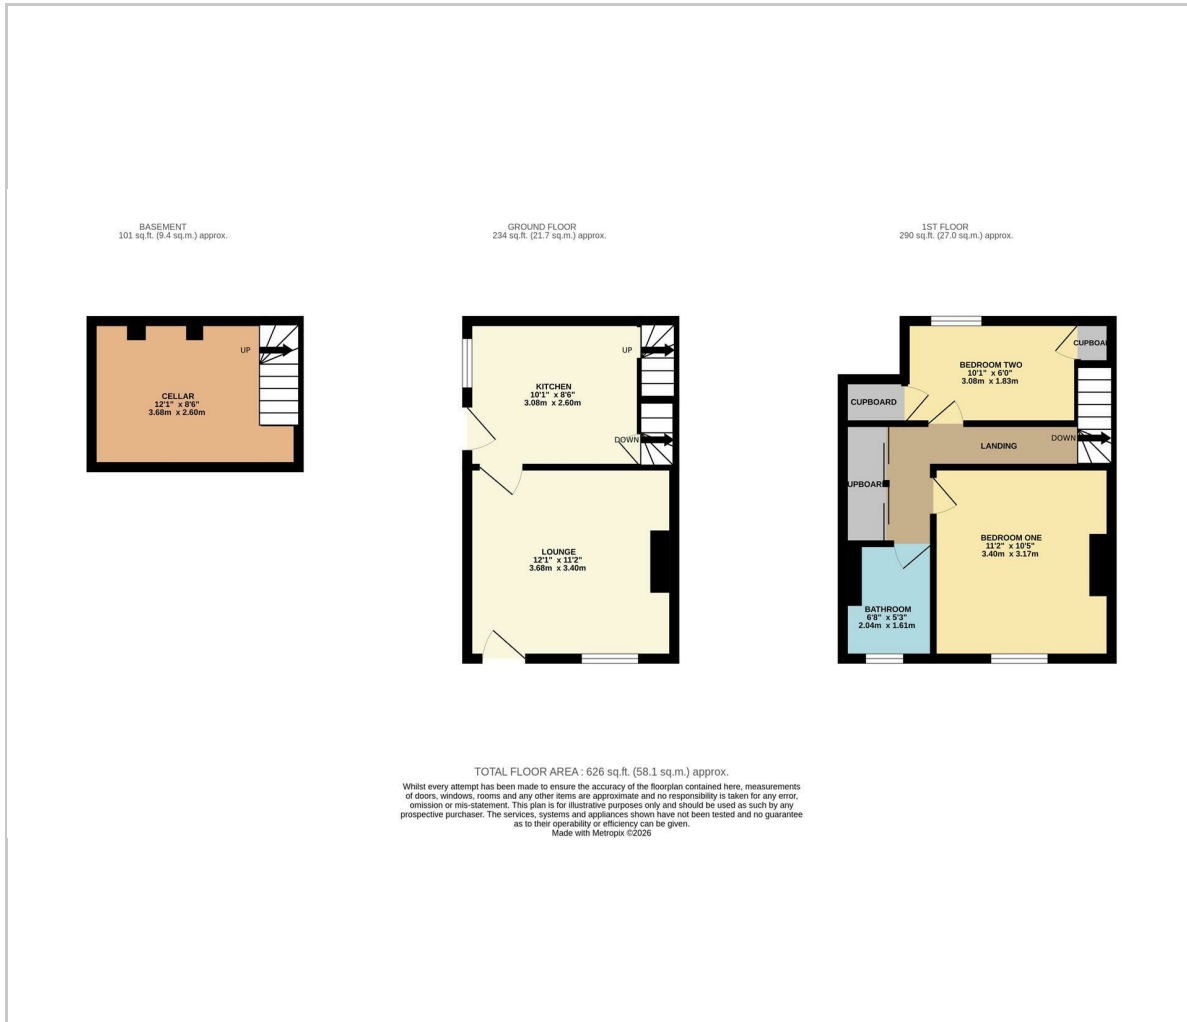 BASEMENT
101 sq.ft. (9.4 sq.m.) approx.
GROUND FLOOR
234 sq.ft. (21.7 sq.m.) approx.
1ST FLOOR
290 sq.ft. (27.0 sq.m.) approx.
UP
CELLAR
12'1" x 8'6"
3.68m x 2.60m
UP
KITCHEN
10'1" x 8'6"
3.08m x 2.60m
DOWN
LOUNGE
12'1" x 11'2"
3.68m x 3.40m
CUPBOAR
BEDROOM TWO
10'1" x 6'0"
3.08m x 1.83m
CUPBOARD
DOWN
LANDING
UPBOARD
BEDROOM ONE
11'2" x 10'5"
3.40m x 3.17m
BATHROOM
6'8" x 5'3"
2.04m x 1.61m
TOTAL FLOOR AREA : 626 sq.ft. (58.1 sq.m.) approx.
Whilst every attempt has been made to ensure the accuracy of the floorplan contained here, measurements
of doors, windows, rooms and any other items are approximate and no responsibility is taken for any error,
omission or mis-statement. This plan is for illustrative purposes only and should be used as such by any
prospective purchaser. The services, systems and appliances shown have not been tested and no guarantee
as to their operability or efficiency can be given.
Made with Metropix ©2026